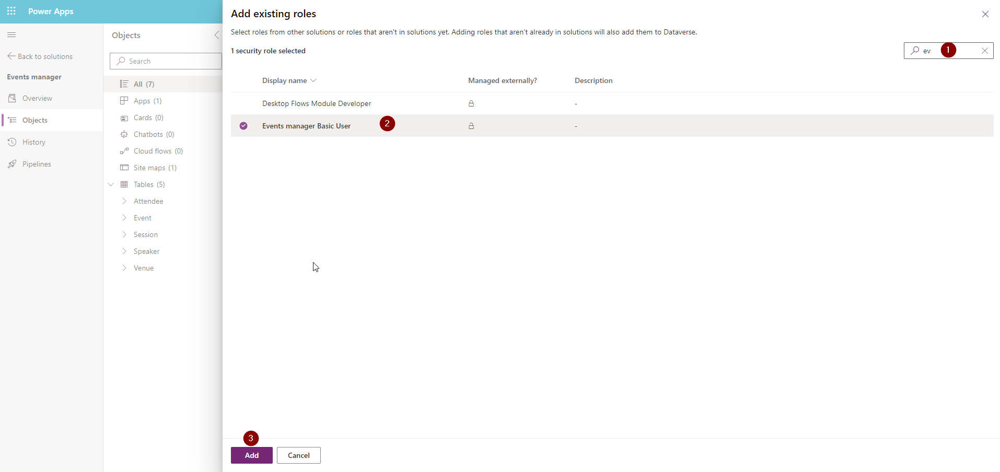 Power Apps
Back to solutions
Events manager
Overview
Objects
History
Pipelines
Objects
Search
All (7)
Apps (1)
Cards (0)
Chatbots (0)
Cloud flows (0)
Site maps (1)
Tables (5)
Attendee
Event
Session
Speaker
Venue
Add existing roles
Select roles from other solutions or roles that aren't in solutions yet. Adding roles that aren't already in solutions will also add them to Dataverse.
1 security role selected
ev 1
Display name Managed externally? Description
Desktop Flows Module Developer -
Events manager Basic User 2 -
3
Add Cancel